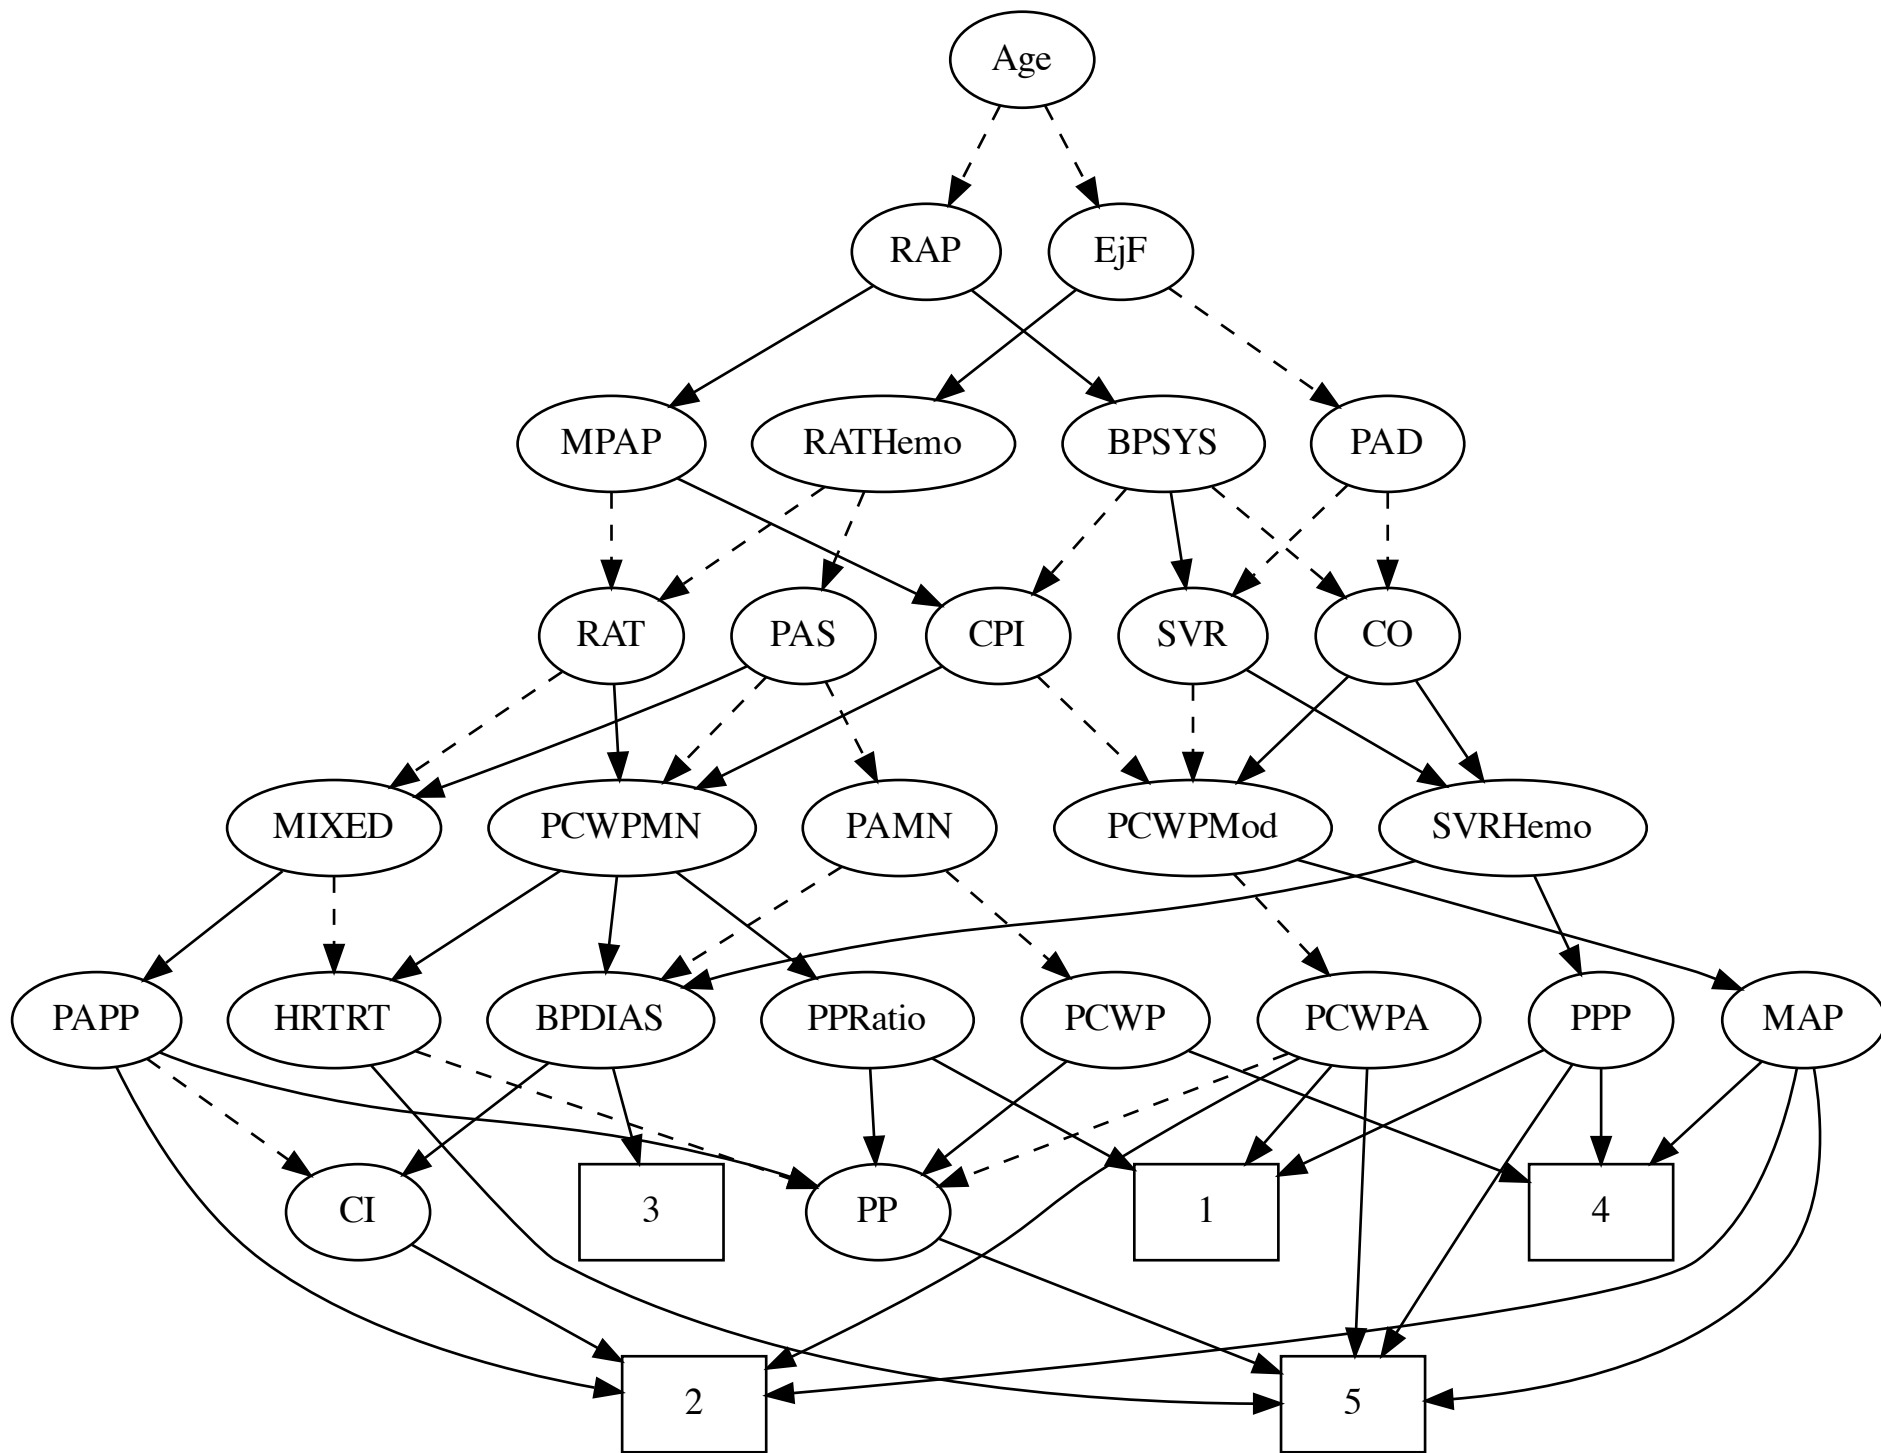 Age
RAP
EjF
MPAP
RATHemo
BPSYS
PAD
RAT
PAS
CPI
SVR
CO
MIXED
PCWPMN
PAMN
PCWPMod
SVRHemo
PAPP
HRTRT
BPDIAS
PPRatio
PCWP
PCWPA
PPP
MAP
CI
3
PP
1
4
2
5